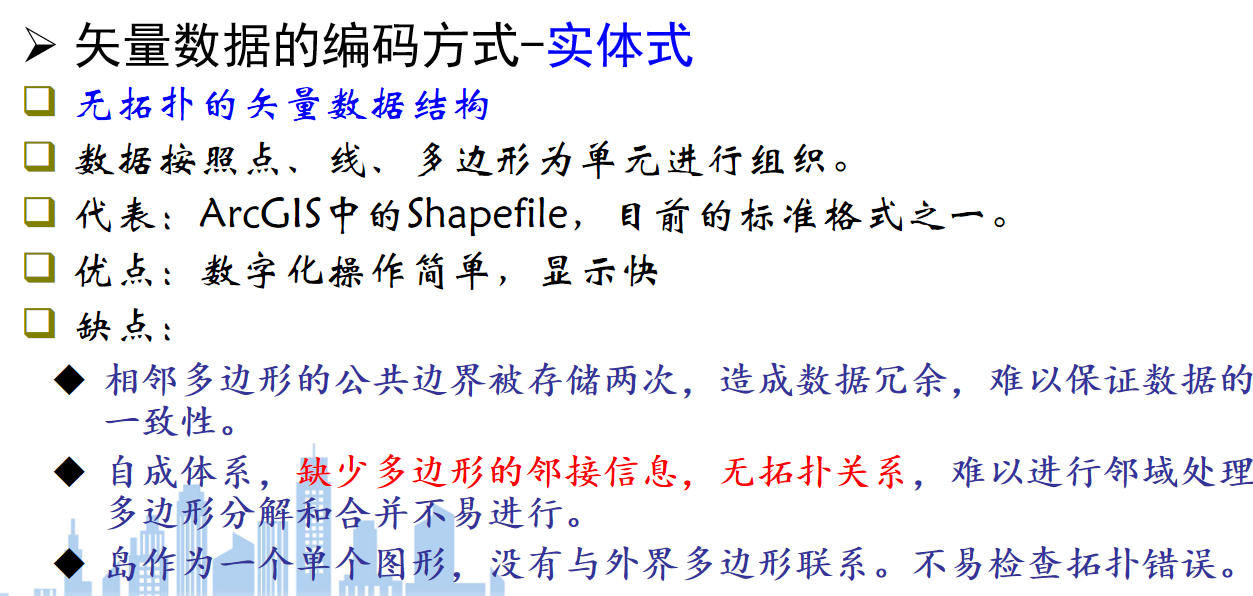 矢量数据的编码方式-实体式
无拓扑的矢量数据结构
数据按照点、线、多边形为单元进行组织。
代表：ArcGIS中的Shapefile，目前的标准格式之一。
优点：数字化操作简单，显示快
缺点：
相邻多边形的公共边界被存储两次，造成数据冗余，难以保证数据的
一致性。
自成体系，缺少多边形的邻接信息，无拓扑关系，难以进行邻域处理
多边形分解和合并不易进行。
岛作为一个单个图形，没有与外界多边形联系。不易检查拓扑错误。